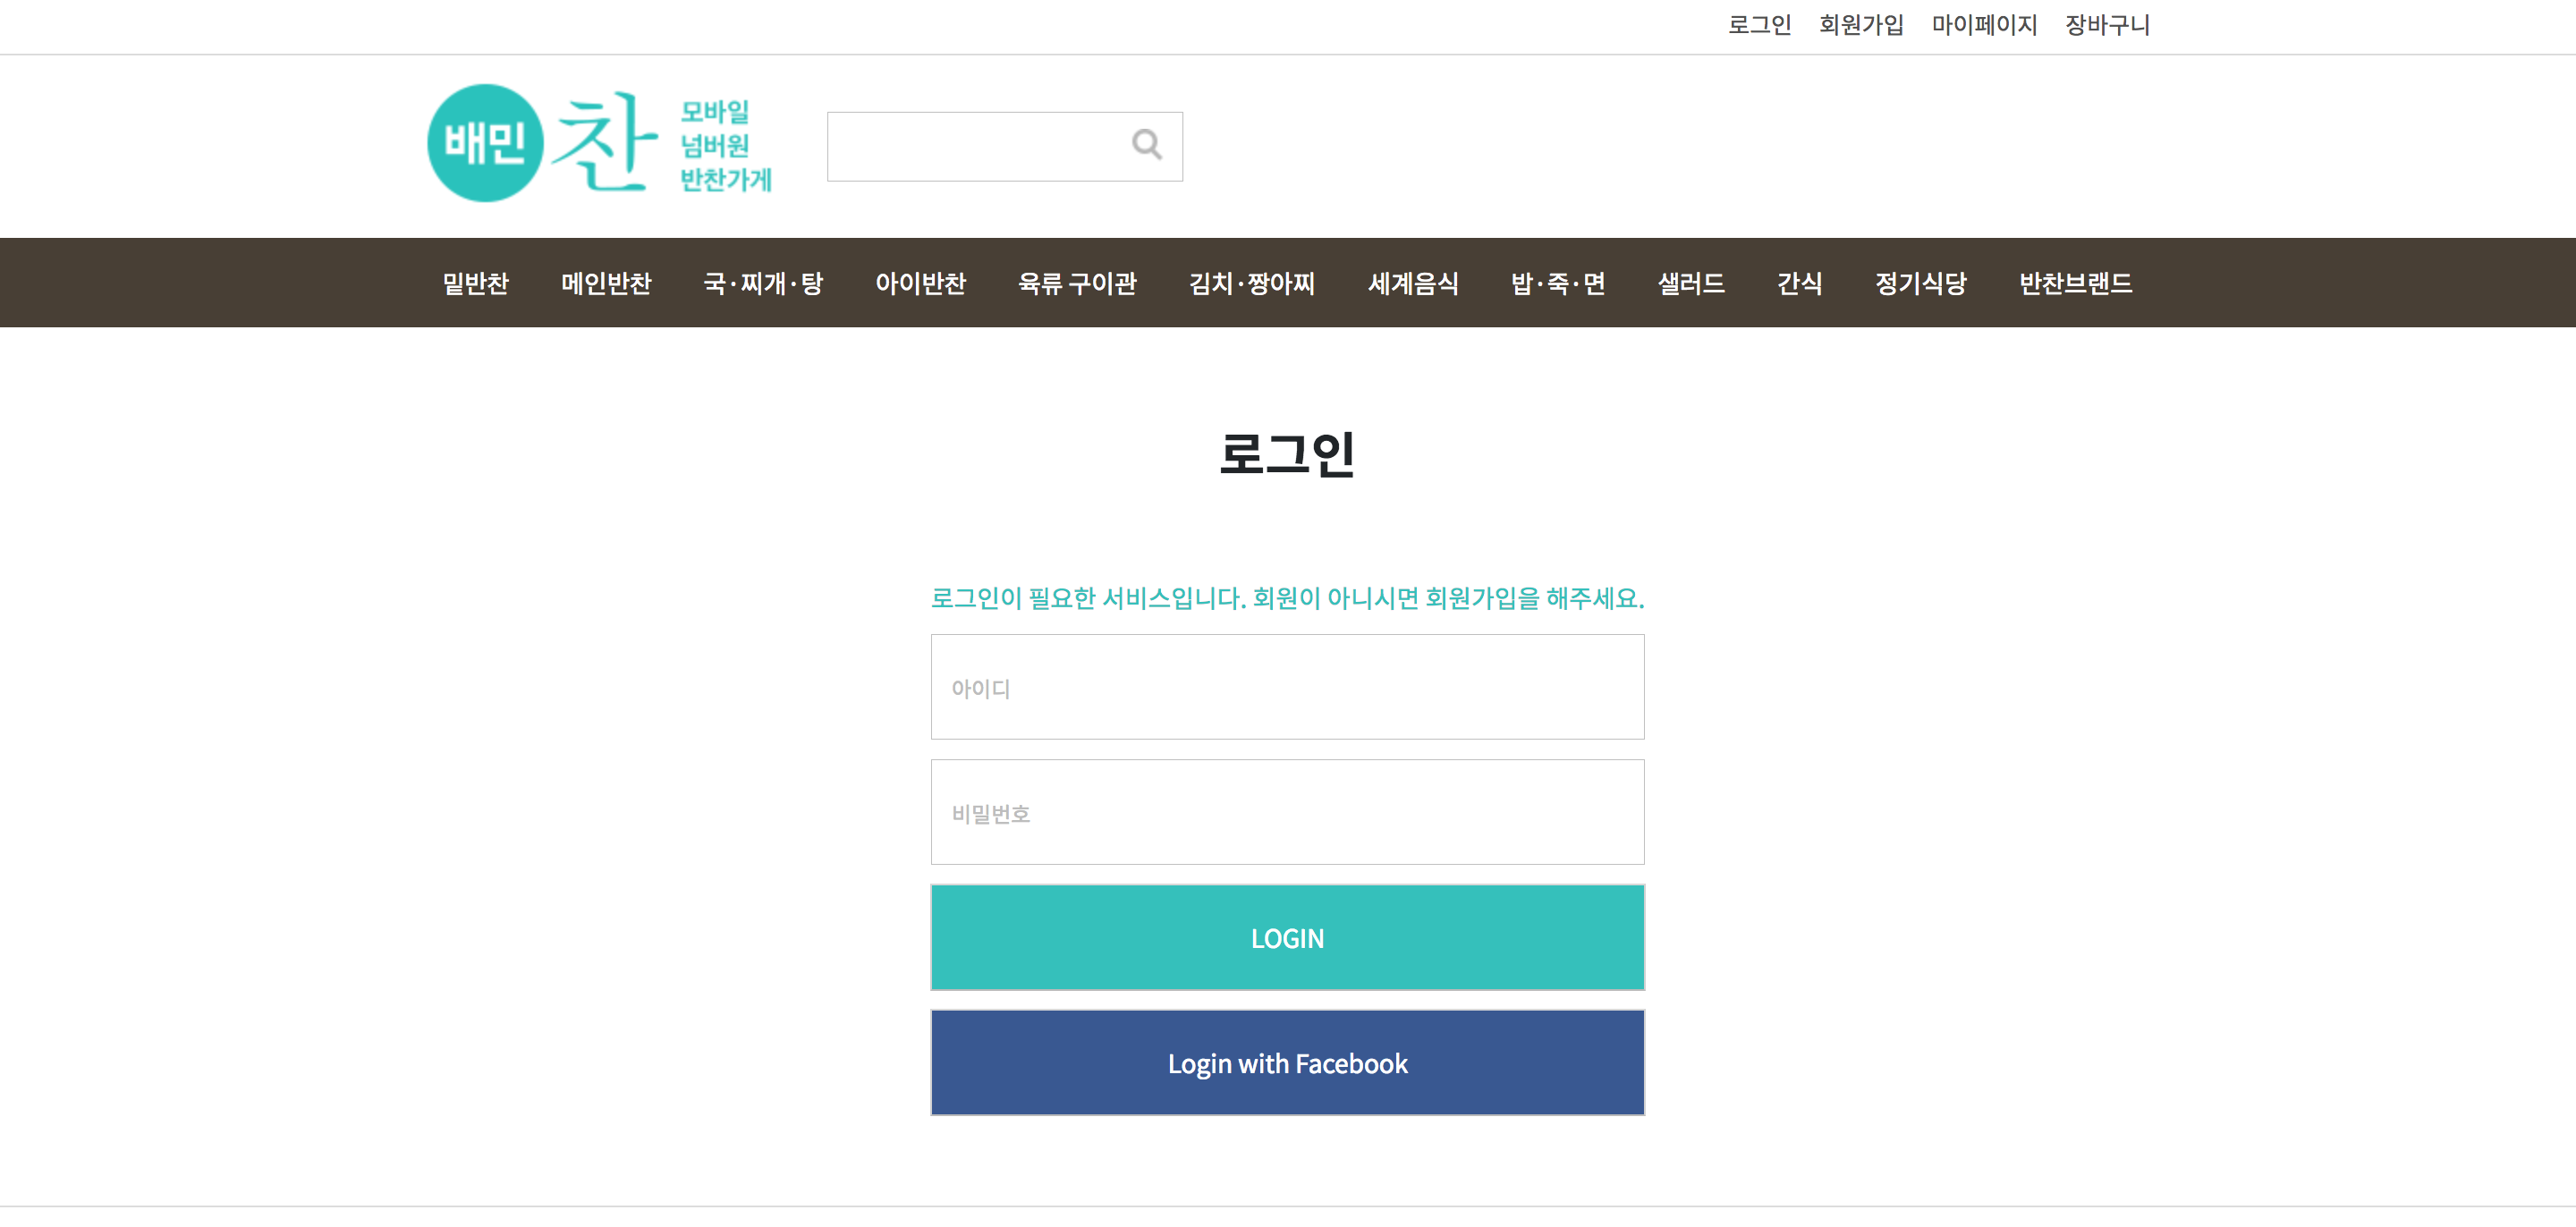 로그인 회원가입 마이페이지 장바구니
배민찬
모바일
넘버원
반찬가게
밑반찬 메인반찬 국·찌개·탕 아이반찬 육류 구이관 김치·짱아찌 세계음식 밥·죽·면 샐러드 간식 정기식당 반찬브랜드
로그인
로그인이 필요한 서비스입니다. 회원이 아니시면 회원가입을 해주세요.
아이디
비밀번호
LOGIN
Login with Facebook